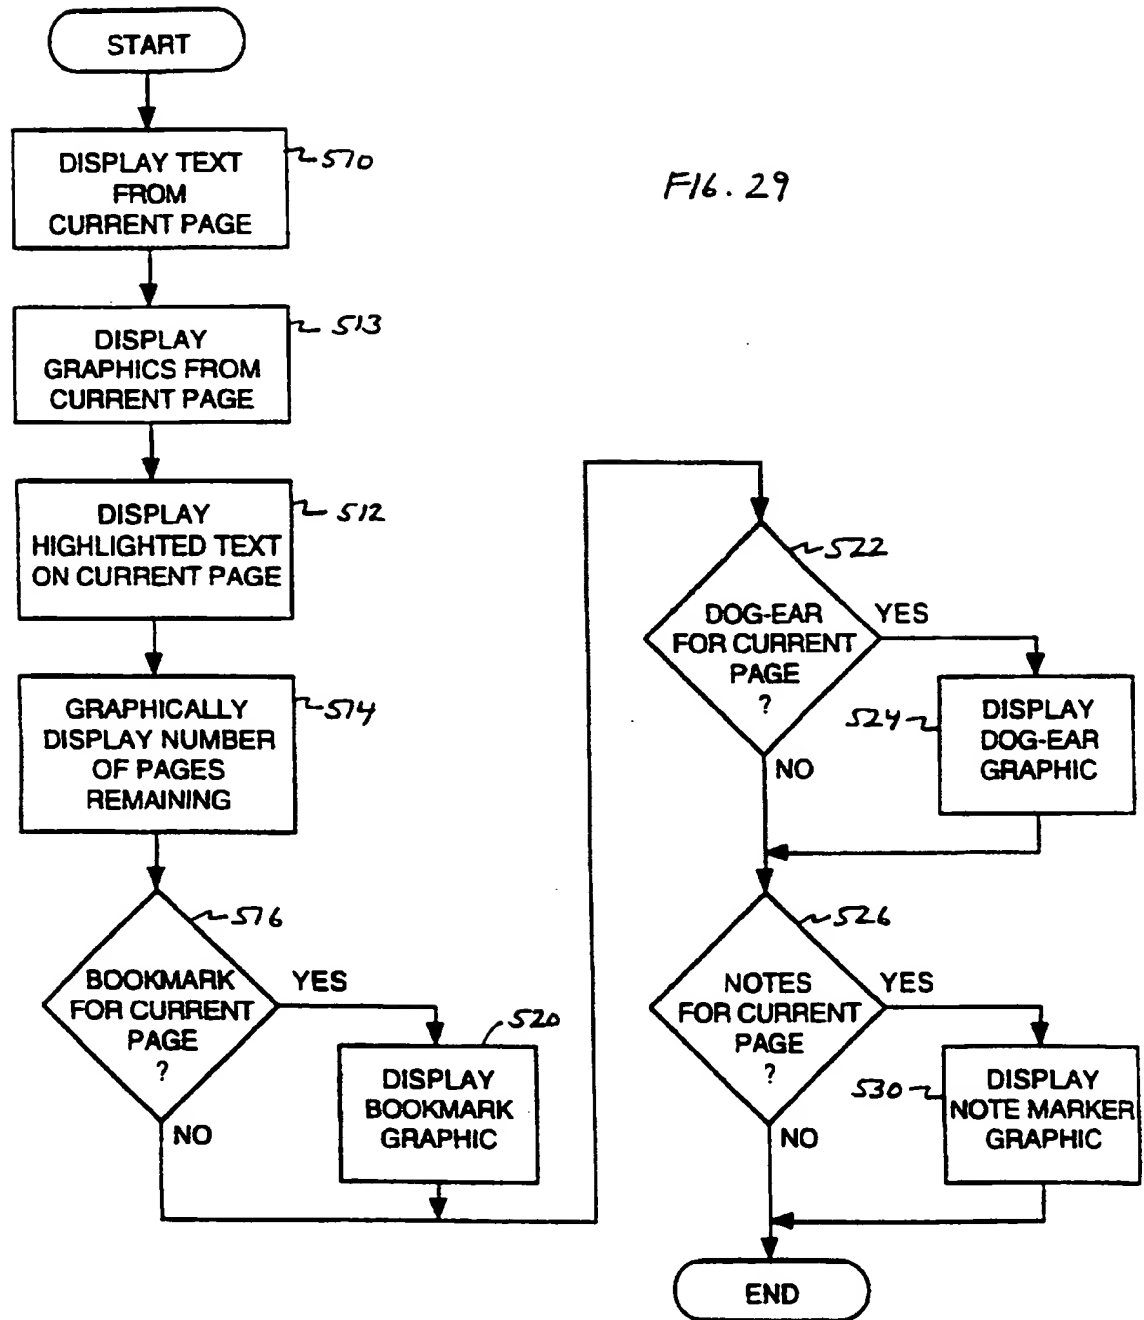 START
DISPLAY TEXT
FROM
CURRENT PAGE
510
FIG. 29
DISPLAY
GRAPHICS FROM
CURRENT PAGE
513
DISPLAY
HIGHLIGHTED TEXT
ON CURRENT PAGE
512
GRAPHICALLY
DISPLAY NUMBER
OF PAGES
REMAINING
514
BOOKMARK
FOR CURRENT
PAGE
?
516
YES
NO
DISPLAY
BOOKMARK
GRAPHIC
520
DOG-EAR
FOR CURRENT
PAGE
?
522
YES
NO
DISPLAY
DOG-EAR
GRAPHIC
524
NOTES
FOR CURRENT
PAGE
?
526
YES
NO
DISPLAY
NOTE MARKER
GRAPHIC
530
END